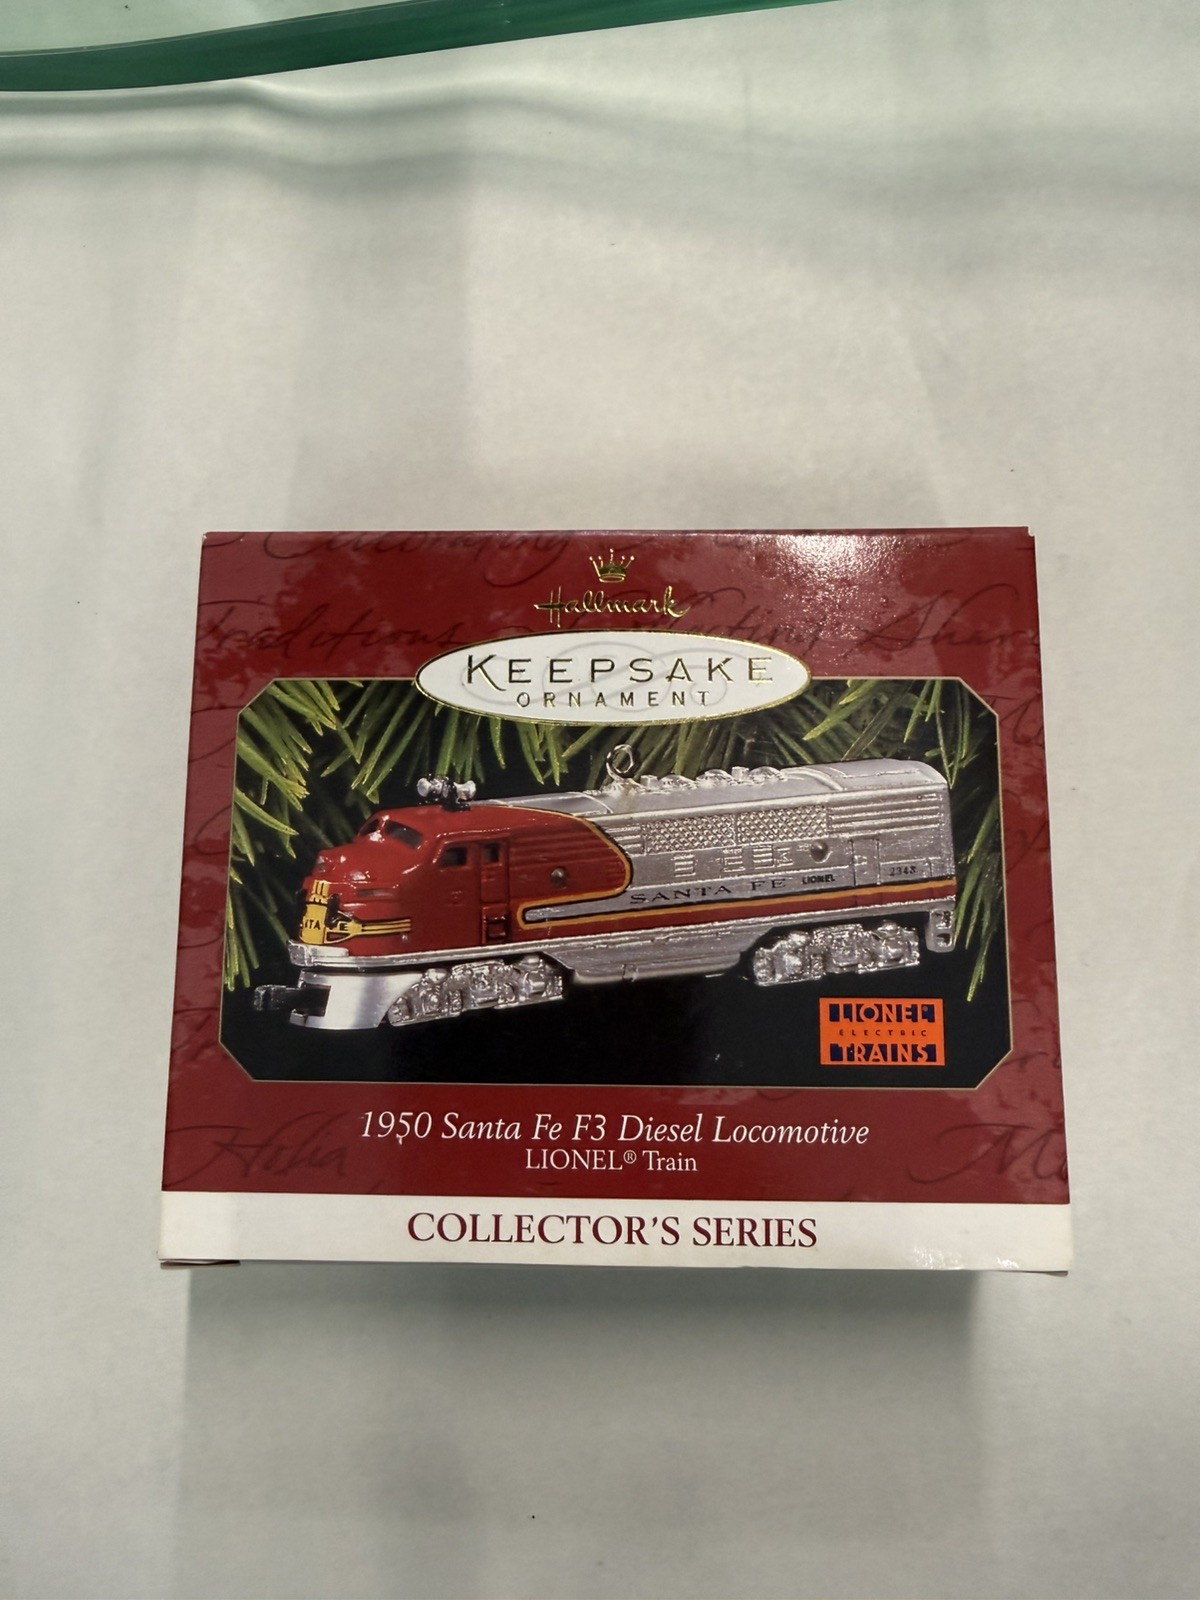 Hallmark
KEEPSAKE
ORNAMENT
SANTA FE
LIONEL
2343
LIONEL
ELECTRIC
TRAINS
1950 Santa Fe F3 Diesel Locomotive
LIONEL® Train
COLLECTOR'S SERIES